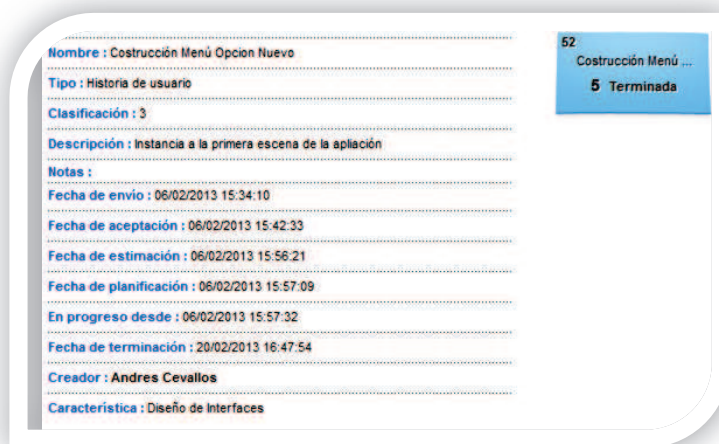 Nombre : Costrucción Menú Opcion Nuevo
Tipo : Historia de usuario
Clasificación : 3
Descripción : Instancia a la primera escena de la apliación
Notas :
Fecha de envío : 06/02/2013 15:34:10
Fecha de aceptación : 06/02/2013 15:42:33
Fecha de estimación : 06/02/2013 15:56:21
Fecha de planificación : 06/02/2013 15:57:09
En progreso desde : 06/02/2013 15:57:32
Fecha de terminación : 20/02/2013 16:47:54
Creador : Andres Cevallos
Característica : Diseño de Interfaces
52
Costrucción Menú ...
5 Terminada